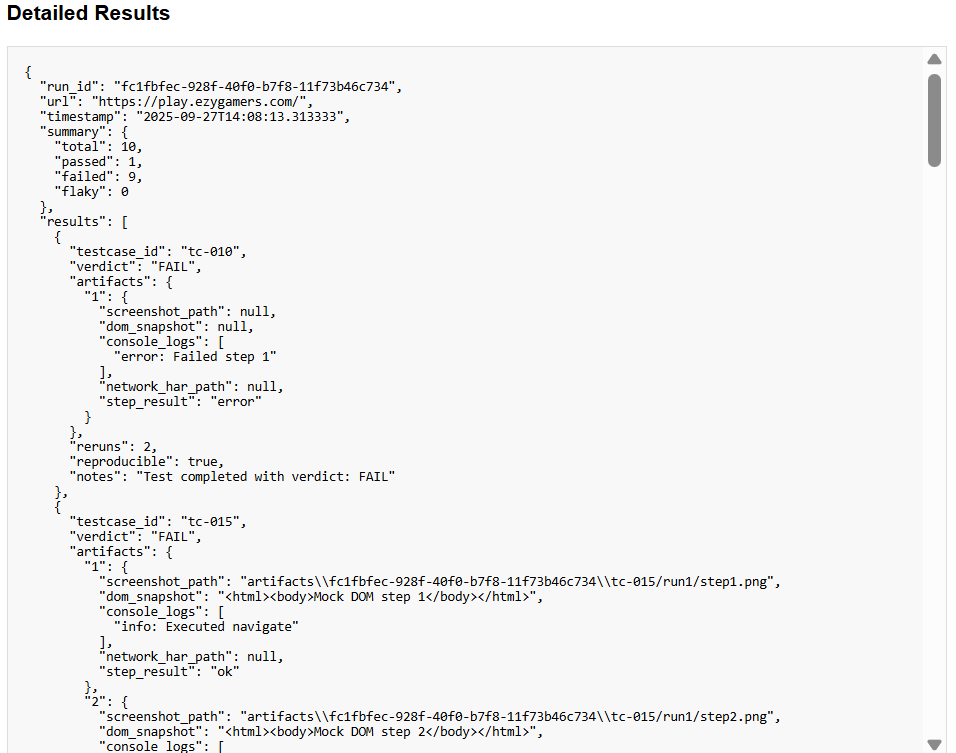 Detailed Results
{
  "run_id": "fc1fbfec-928f-40f0-b7f8-11f73b46c734",
  "url": "https://play.ezygamers.com/",
  "timestamp": "2025-09-27T14:08:13.313333",
  "summary": {
    "total": 10,
    "passed": 1,
    "failed": 9,
    "flaky": 0
  },
  "results": [
    {
      "testcase_id": "tc-010",
      "verdict": "FAIL",
      "artifacts": {
        "1": {
          "screenshot_path": null,
          "dom_snapshot": null,
          "console_logs": [
            "error: Failed step 1"
          ],
          "network_har_path": null,
          "step_result": "error"
        }
      },
      "reruns": 2,
      "reproducible": true,
      "notes": "Test completed with verdict: FAIL"
    },
    {
      "testcase_id": "tc-015",
      "verdict": "FAIL",
      "artifacts": {
        "1": {
          "screenshot_path": "artifacts\\fc1fbfec-928f-40f0-b7f8-11f73b46c734\\tc-015/run1/step1.png",
          "dom_snapshot": "<html><body>Mock DOM step 1</body></html>",
          "console_logs": [
            "info: Executed navigate"
          ],
          "network_har_path": null,
          "step_result": "ok"
        },
        "2": {
          "screenshot_path": "artifacts\\fc1fbfec-928f-40f0-b7f8-11f73b46c734\\tc-015/run1/step2.png",
          "dom_snapshot": "<html><body>Mock DOM step 2</body></html>",
          "console_logs": [